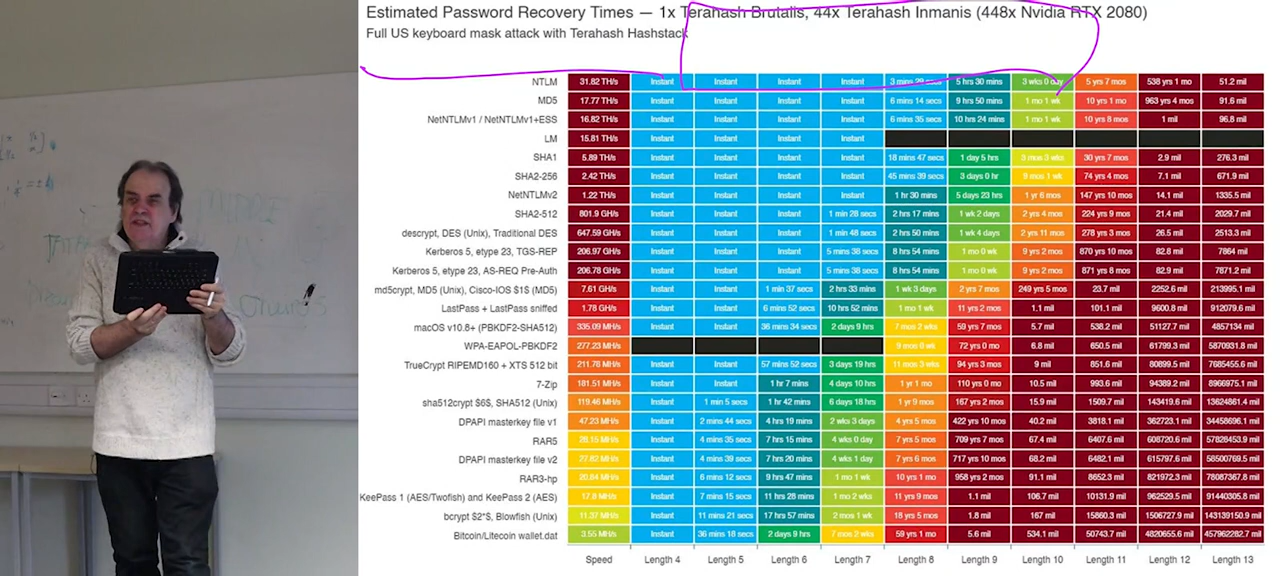 Estimated Password Recovery Times — 1x Terahash Brutalis, 44x Terahash Inmanis (448x Nvidia RTX 2080)
Full US keyboard mask attack with Terahash Hashstack
NTLM 31.82 TH/s Instant Instant Instant Instant 3 mins 29 secs 5 hrs 30 mins 3 wks 0 day 5 yrs 7 mos 538 yrs 1 mo 51.2 mil
MD5 17.77 TH/s Instant Instant Instant Instant 6 mins 14 secs 9 hrs 50 mins 1 mo 1 wk 10 yrs 1 mo 963 yrs 4 mos 91.6 mil
NetNTLMv1 / NetNTLMv1+ESS 16.82 TH/s Instant Instant Instant Instant 6 mins 35 secs 10 hrs 24 mins 1 mo 1 wk 10 yrs 8 mos 1 mil 96.8 mil
LM 15.81 TH/s Instant Instant Instant Instant
SHA1 5.89 TH/s Instant Instant Instant Instant 18 mins 47 secs 1 day 5 hrs 3 mos 3 wks 30 yrs 7 mos 2.9 mil 276.3 mil
SHA2-256 2.42 TH/s Instant Instant Instant Instant 45 mins 39 secs 3 days 0 hr 9 mos 1 wk 74 yrs 4 mos 7.1 mil 671.9 mil
NetNTLMv2 1.22 TH/s Instant Instant Instant Instant 1 hr 30 mins 5 days 23 hrs 1 yr 6 mos 147 yrs 10 mos 14.1 mil 1335.5 mil
SHA2-512 801.9 GH/s Instant Instant Instant 1 min 28 secs 2 hrs 17 mins 1 wk 2 days 2 yrs 4 mos 224 yrs 9 mos 21.4 mil 2029.7 mil
descrypt, DES (Unix), Traditional DES 647.59 GH/s Instant Instant Instant 1 min 48 secs 2 hrs 50 mins 1 wk 4 days 2 yrs 11 mos 278 yrs 3 mos 26.5 mil 2513.3 mil
Kerberos 5, etype 23, TGS-REP 206.97 GH/s Instant Instant Instant 5 mins 38 secs 8 hrs 54 mins 1 mo 0 wk 9 yrs 2 mos 870 yrs 10 mos 82.8 mil 7864 mil
Kerberos 5, etype 23, AS-REQ Pre-Auth 206.78 GH/s Instant Instant Instant 5 mins 38 secs 8 hrs 54 mins 1 mo 0 wk 9 yrs 2 mos 871 yrs 8 mos 82.9 mil 7871.2 mil
md5crypt, MD5 (Unix), Cisco-IOS $1$ (MD5) 7.61 GH/s Instant Instant 1 min 37 secs 2 hrs 33 mins 1 wk 3 days 2 yrs 7 mos 249 yrs 5 mos 23.7 mil 2252.6 mil 213995.1 mil
LastPass + LastPass sniffed 1.78 GH/s Instant Instant 6 mins 52 secs 10 hrs 52 mins 1 mo 1 wk 11 yrs 2 mos 1.1 mil 101.1 mil 9600.8 mil 912079.6 mil
macOS v10.8+ (PBKDF2-SHA512) 335.09 MH/s Instant Instant 36 mins 34 secs 2 days 9 hrs 7 mos 2 wks 59 yrs 7 mos 5.7 mil 538.2 mil 51127.7 mil 4857134 mil
WPA-EAPOL-PBKDF2 277.23 MH/s 9 mos 0 wk 72 yrs 0 mo 6.8 mil 650.5 mil 61799.3 mil 5870931.8 mil
TrueCrypt RIPEMD160 + XTS 512 bit 211.76 MH/s Instant Instant 57 mins 52 secs 3 days 19 hrs 11 mos 3 wks 94 yrs 3 mos 9 mil 851.6 mil 80899.5 mil 7685455.6 mil
7-Zip 181.51 MH/s Instant Instant 1 hr 7 mins 4 days 10 hrs 1 yr 1 mo 110 yrs 0 mo 10.5 mil 993.6 mil 94389.2 mil 8966975.1 mil
sha512crypt $6$, SHA512 (Unix) 119.46 MH/s Instant 1 min 5 secs 1 hr 42 mins 6 days 18 hrs 1 yr 9 mos 167 yrs 2 mos 15.9 mil 1509.7 mil 143419.6 mil 13624861.4 mil
DPAPI masterkey file v1 47.23 MH/s Instant 2 mins 44 secs 4 hrs 19 mins 2 wks 3 days 4 yrs 5 mos 422 yrs 10 mos 40.2 mil 3818.1 mil 362723.1 mil 34458696.1 mil
RAR5 28.15 MH/s Instant 4 mins 35 secs 7 hrs 15 mins 4 wks 0 day 7 yrs 5 mos 709 yrs 7 mos 67.4 mil 6407.6 mil 608720.6 mil 57828453.9 mil
DPAPI masterkey file v2 27.82 MH/s Instant 4 mins 39 secs 7 hrs 20 mins 4 wks 1 day 7 yrs 6 mos 717 yrs 10 mos 68.2 mil 6482.1 mil 615797.6 mil 58500769.5 mil
RAR3-hp 20.84 MH/s Instant 6 mins 12 secs 9 hrs 47 mins 1 mo 1 wk 10 yrs 1 mo 958 yrs 2 mos 91.1 mil 8652.3 mil 821972.3 mil 78087367.8 mil
KeePass 1 (AES/Twofish) and KeePass 2 (AES) 17.8 MH/s Instant 7 mins 15 secs 11 hrs 28 mins 1 mo 2 wks 11 yrs 9 mos 1.1 mil 106.7 mil 10131.9 mil 962529.5 mil 91440305.8 mil
bcrypt $2*$, Blowfish (Unix) 11.37 MH/s Instant 11 mins 21 secs 17 hrs 57 mins 2 mos 1 wk 18 yrs 5 mos 1.8 mil 167 mil 15860.3 mil 1506727.9 mil 143139150.9 mil
Bitcoin/Litecoin wallet.dat 3.55 MH/s Instant 36 mins 18 secs 2 days 9 hrs 7 mos 2 wks 59 yrs 1 mo 5.6 mil 534.1 mil 50743.7 mil 4820655.6 mil 457962282.7 mil
Speed Length 4 Length 5 Length 6 Length 7 Length 8 Length 9 Length 10 Length 11 Length 12 Length 13